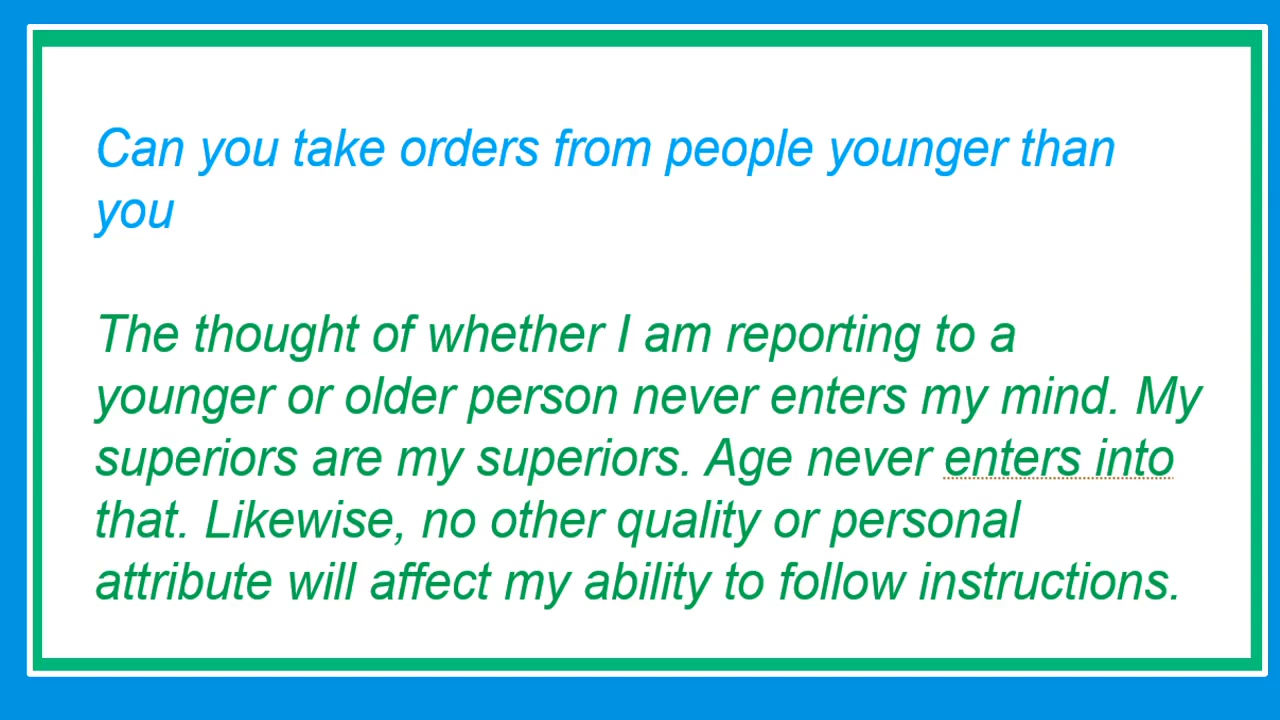 Can you take orders from people younger than
you
The thought of whether I am reporting to a
younger or older person never enters my mind. My
superiors are my superiors. Age never enters into
that. Likewise, no other quality or personal
attribute will affect my ability to follow instructions.